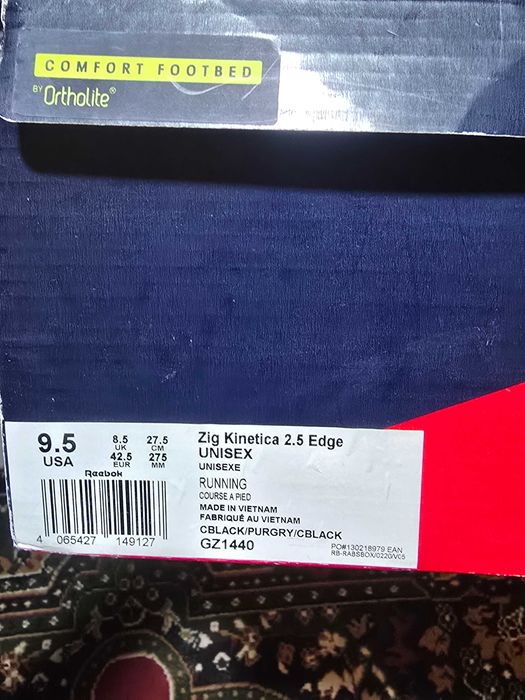 COMFORT FOOTBED
BY Ortholite®
9.5
USA
8.5
UK
42.5
EUR
27.5
CM
275
MM
Reebok
4 065427 149127
Zig Kinetica 2.5 Edge
UNISEX
UNISEXE
RUNNING
COURSE A PIED
MADE IN VIETNAM
FABRIQUÉ AU VIETNAM
CBLACK/PURGRY/CBLACK
GZ1440
PO#130218979 EAN
RB-RABSBOX/022G/V05